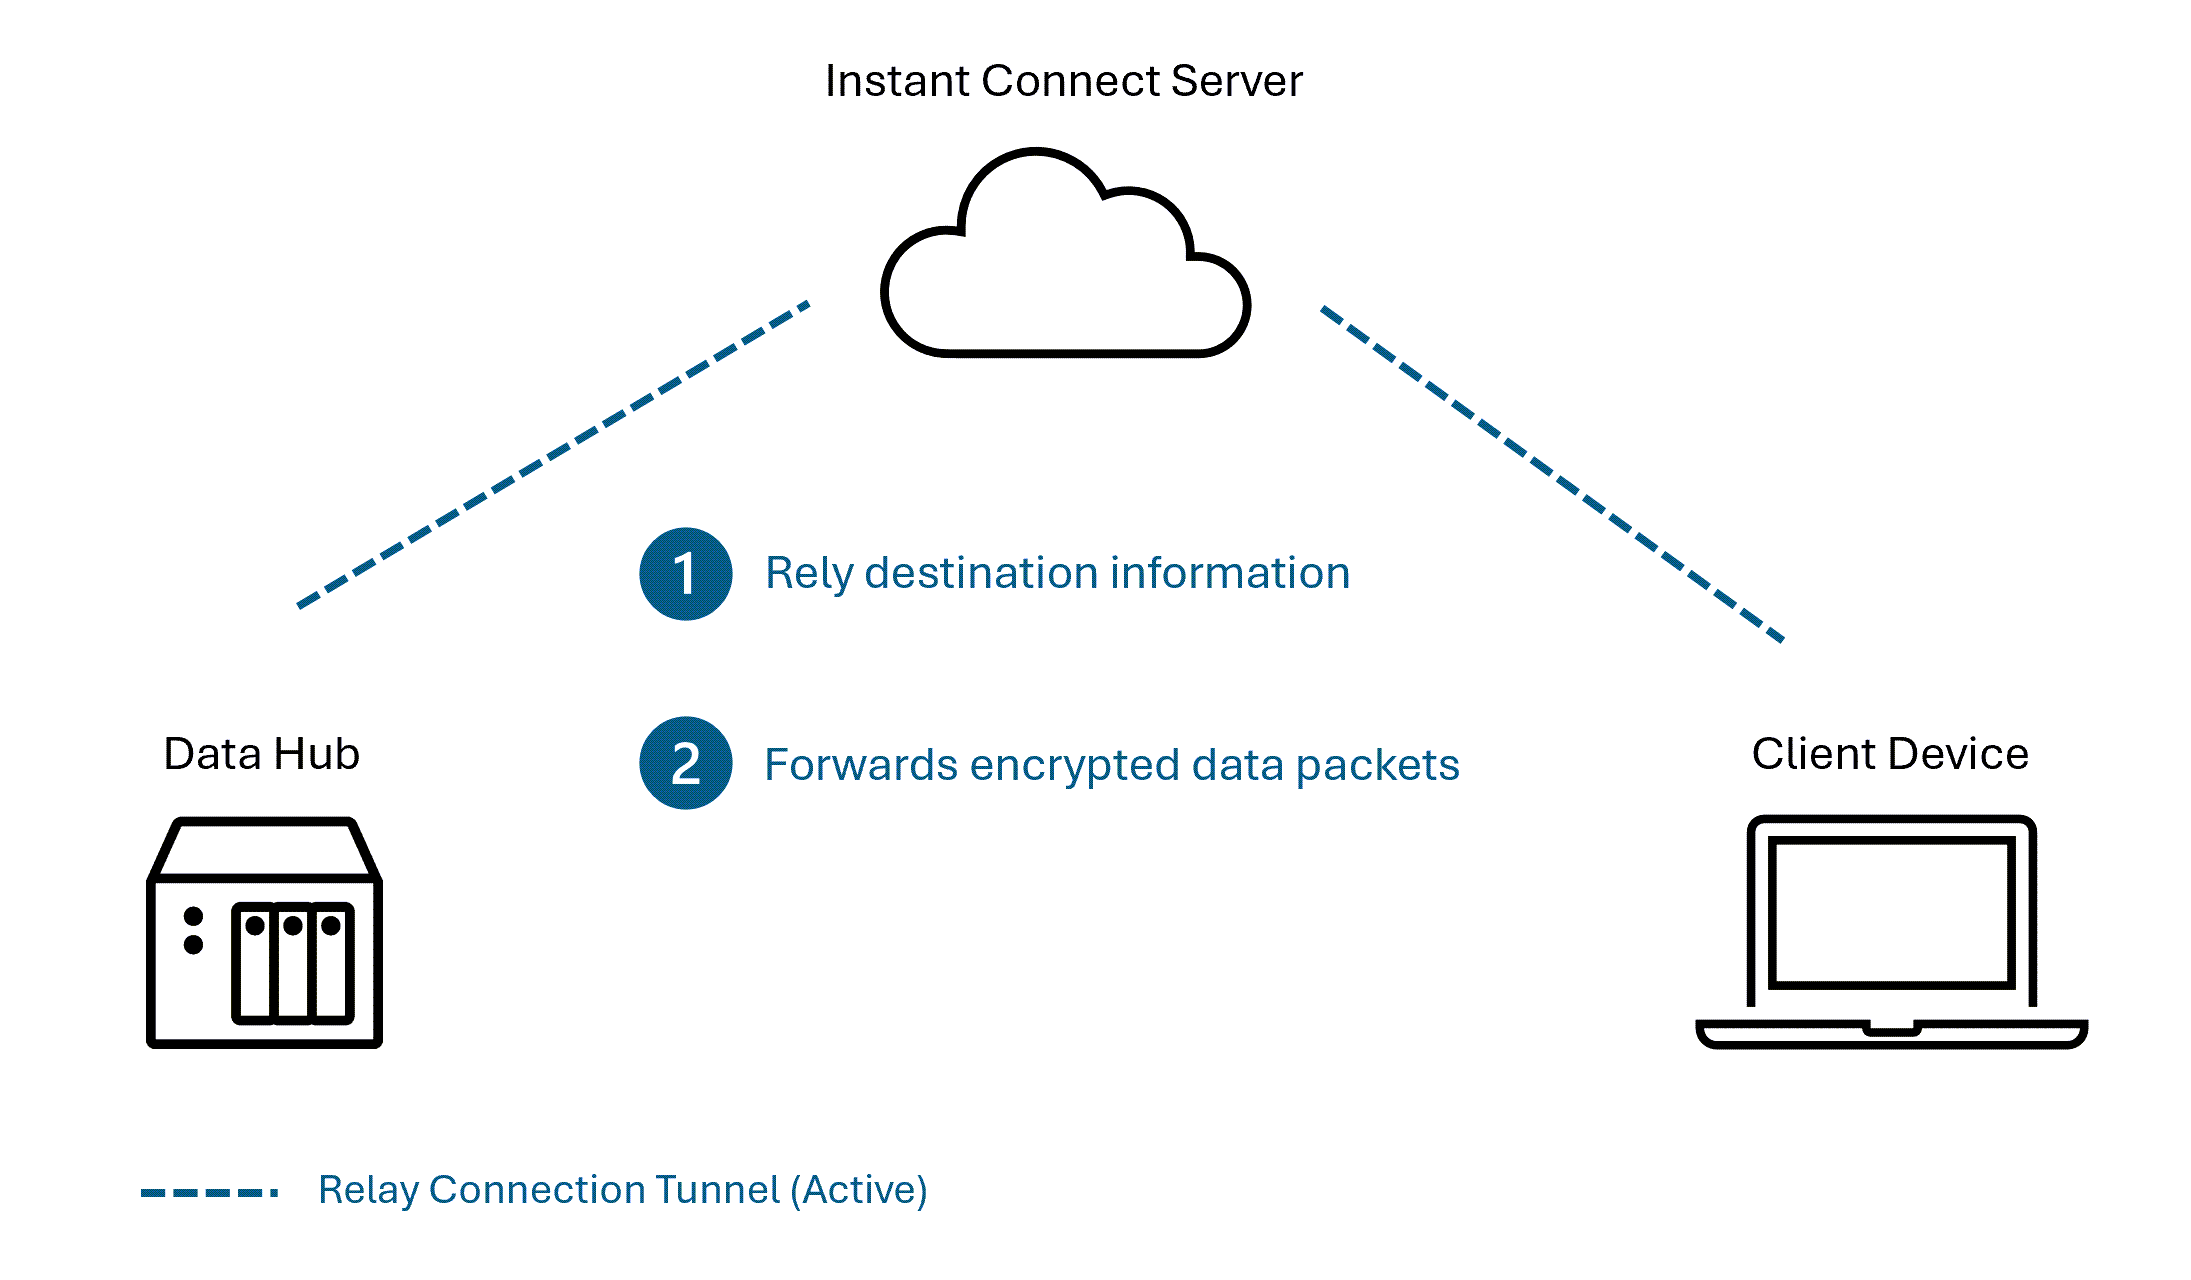 Instant Connect Server
1 Rely destination information
Data Hub
2 Forwards encrypted data packets
Client Device
Relay Connection Tunnel (Active)